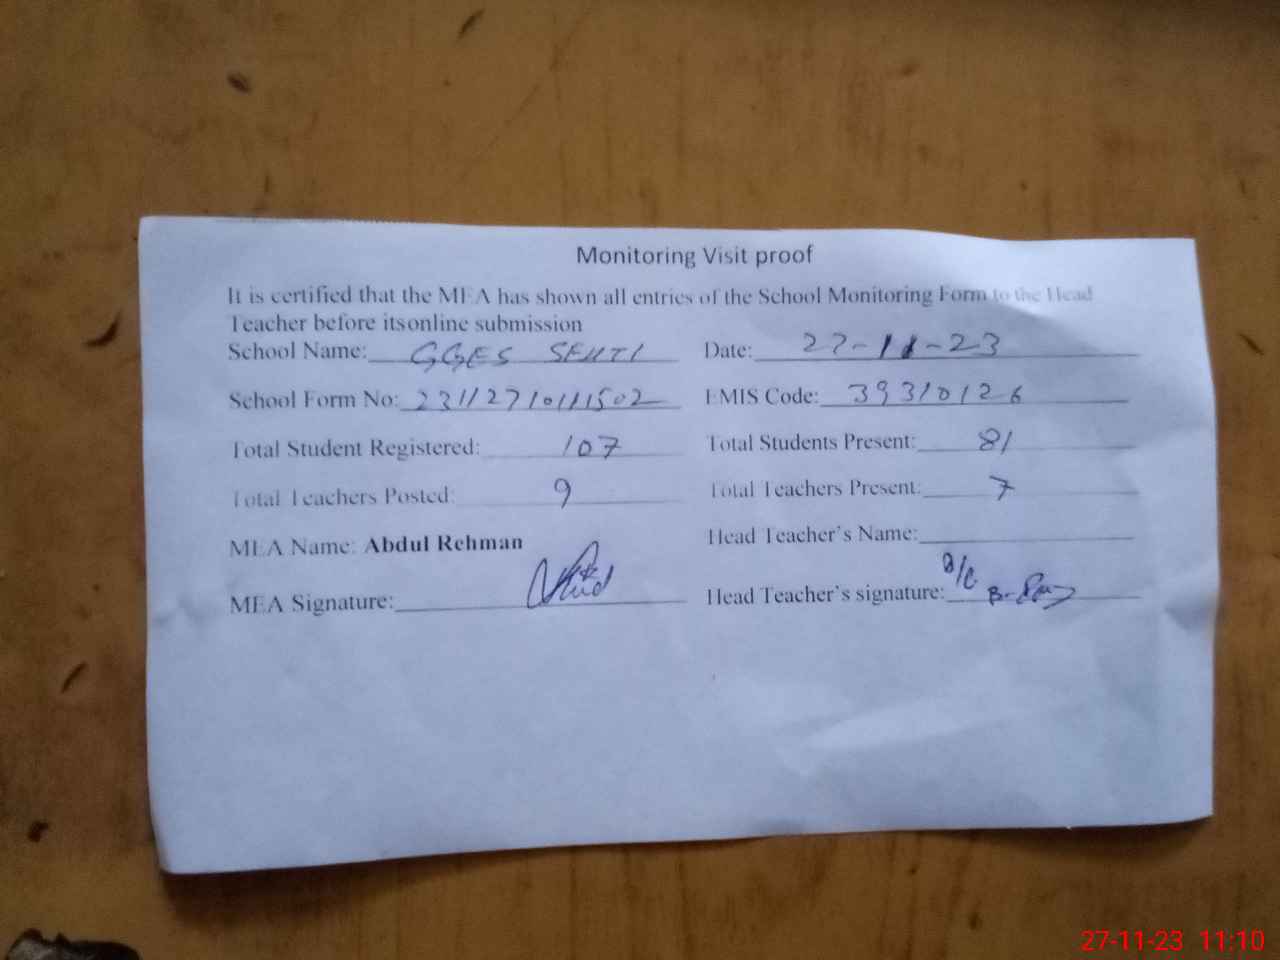 Monitoring Visit proof
It is certified that the MEA has shown all entries of the School Monitoring Form to the Head
Teacher before itsonline submission
School Name: GGES SEHTI Date: 27-11-23
School Form No: 23112710111502 EMIS Code: 39310126
Total Student Registered: 107 Total Students Present: 81
Total Teachers Posted: 9 Total Teachers Present: 7
MEA Name: Abdul Rehman Head Teacher's Name:
MEA Signature: Head Teacher's signature:
27-11-23 11:10